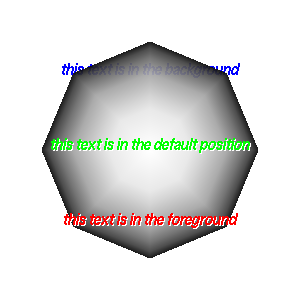 this text is in the background
this text is in the default position
this text is in the foreground